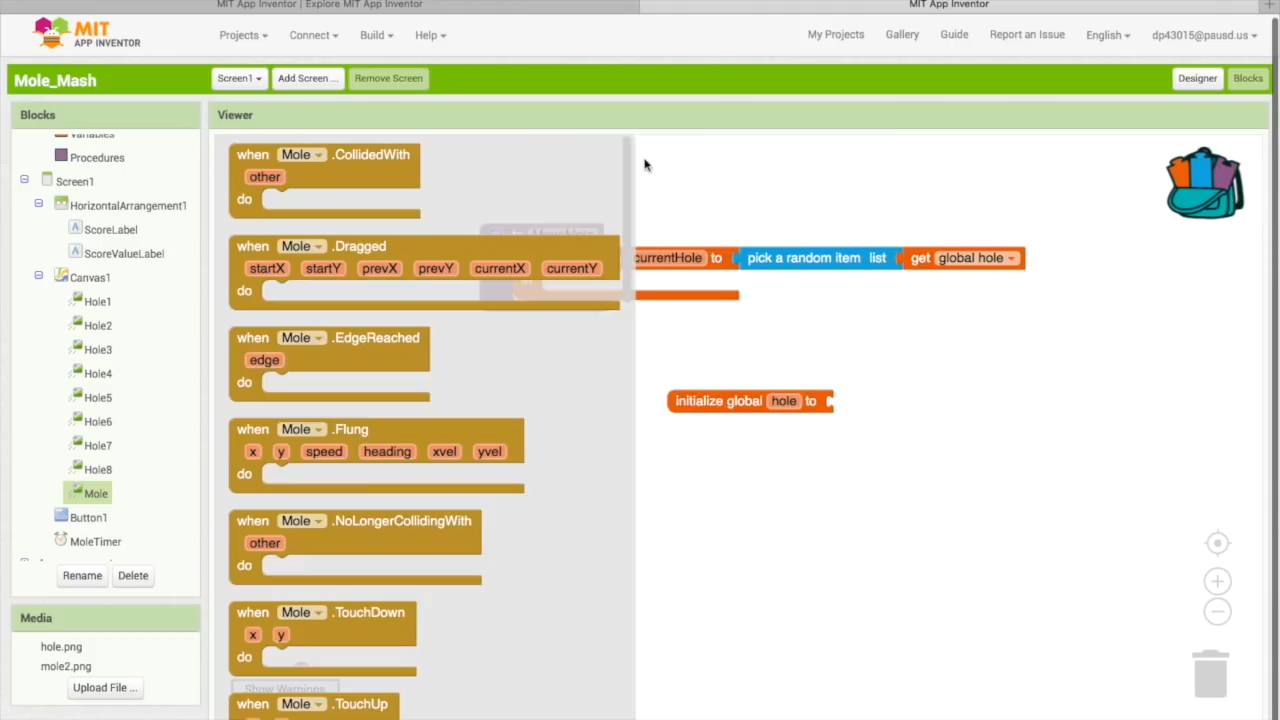 MIT App Inventor | Explore MIT App Inventor
MIT App Inventor
MIT APP INVENTOR
Projects Connect Build Help
My Projects Gallery Guide Report an Issue English dp43015@pausd.us
Mole_Mash
Screen1 Add Screen ... Remove Screen
Designer Blocks
Blocks
Variables
Procedures
Screen1
HorizontalArrangement1
ScoreLabel
ScoreValueLabel
Canvas1
Hole1
Hole2
Hole3
Hole4
Hole5
Hole6
Hole7
Hole8
Mole
Button1
MoleTimer
Rename Delete
Media
hole.png
mole2.png
Upload File ...
Viewer
when Mole .CollidedWith
other
do
to MoveMole
when Mole .Dragged
startX startY prevX prevY currentX currentY
do
currentHole to pick a random item list get global hole
when Mole .EdgeReached
edge
do
initialize global hole to
when Mole .Flung
x y speed heading xvel yvel
do
when Mole .NoLongerCollidingWith
other
do
when Mole .TouchDown
x y
do
Show Warnings
when Mole .TouchUp